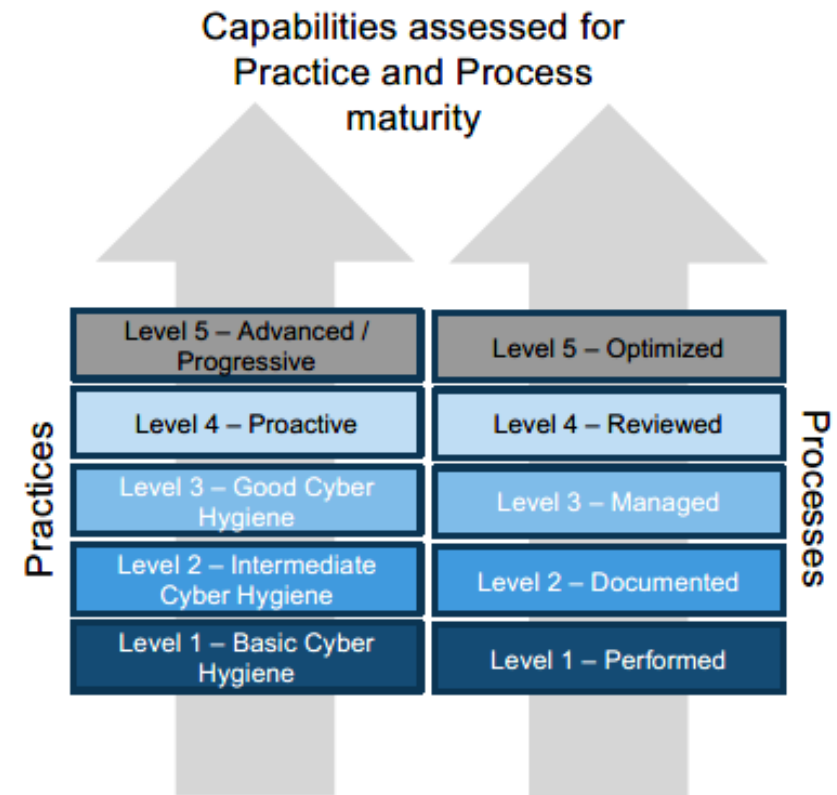 Capabilities assessed for
Practice and Process
maturity
Practices
Level 5 – Advanced /
Progressive
Level 4 – Proactive
Level 3 – Good Cyber
Hygiene
Level 2 – Intermediate
Cyber Hygiene
Level 1 – Basic Cyber
Hygiene
Level 5 – Optimized
Level 4 – Reviewed
Level 3 – Managed
Level 2 – Documented
Level 1 – Performed
Processes